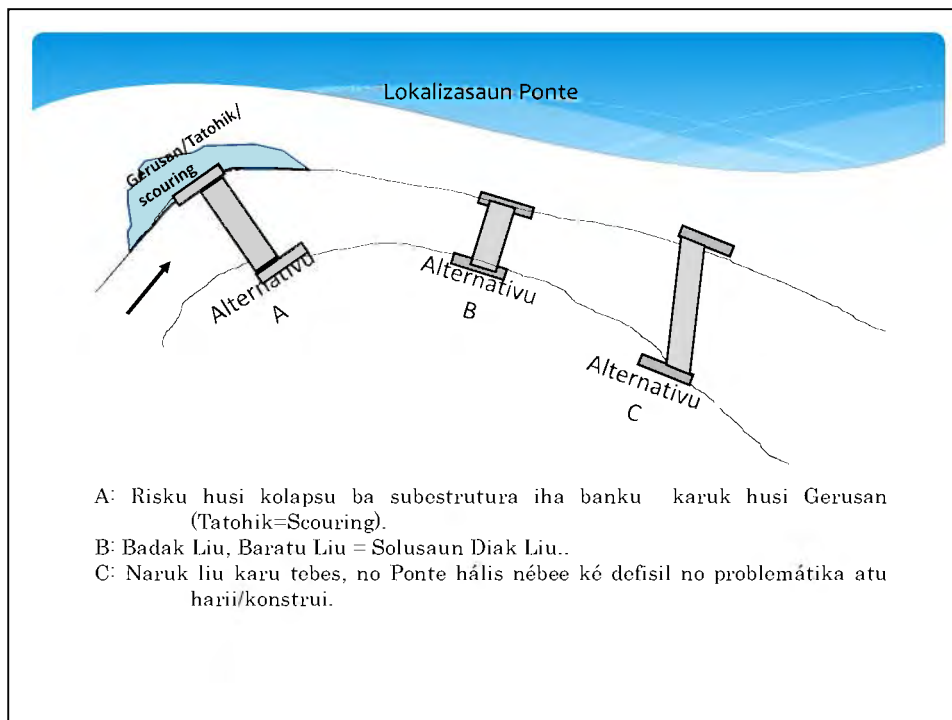 Lokalizasaun Ponte
Gerusan/Tatohik/
scouring
Alternativu
A
Alternativu
B
Alternativu
C
A: Risku husi kolapsu ba subestrutura iha banku karuk husi Gerusan
(Tatohik=Scouring).
B: Badak Liu, Baratu Liu = Solusaun Diak Liu..
C: Naruk liu karu tebes, no Ponte hális nébee ké defisil no problemátika atu
harii/konstrui.